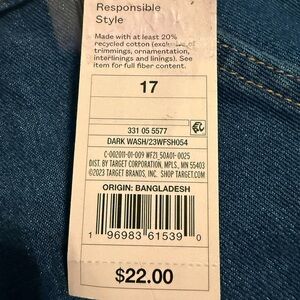 Responsible
Style
Made with at least 20%
recycled cotton (exclusive of
trimmings, ornamentation,
interlinings and linings). See
item for full fiber content.
17
331 05 5577
DARK WASH/23WFSH054
C-002011-01-009 WFZ1_50A01-0025
DIST. BY TARGET CORPORATION, MPLS., MN 55403
©2023 TARGET BRANDS, INC. SHOP TARGET.COM
ORIGIN: BANGLADESH
1 96983 61539 0
$22.00